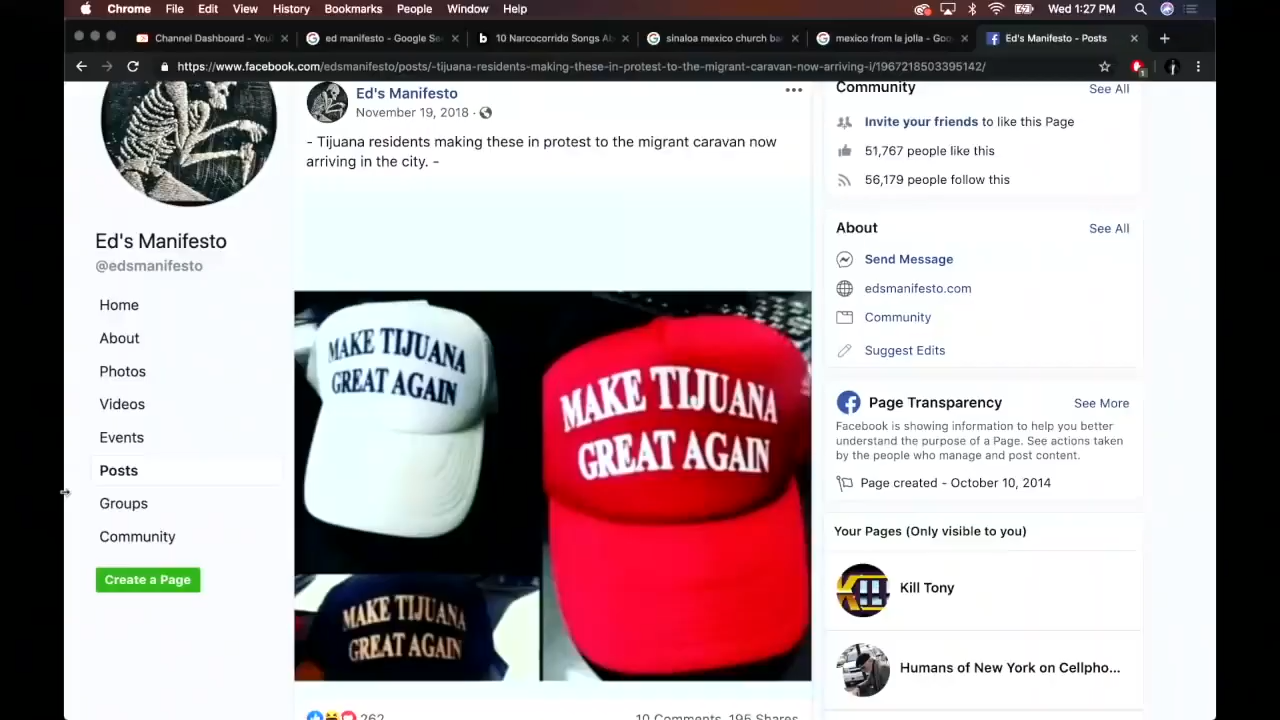 Chrome File Edit View History Bookmarks People Window Help Wed 1:27 PM
Channel Dashboard - You
ed manifesto - Google Se
10 Narcocorrido Songs Ab
sinaloa mexico church ba
mexico from la jolla - Goo
Ed's Manifesto - Posts
https://www.facebook.com/edsmanifesto/posts/-tijuana-residents-making-these-in-protest-to-the-migrant-caravan-now-arriving-i/1967218503395142/
Ed's Manifesto
@edsmanifesto
Home
About
Photos
Videos
Events
Posts
Groups
Community
Create a Page
Ed's Manifesto
November 19, 2018
- Tijuana residents making these in protest to the migrant caravan now
arriving in the city. -
MAKE TIJUANA
GREAT AGAIN
MAKE TIJUANA
GREAT AGAIN
MAKE TIJUANA
GREAT AGAIN
262
10 Comments 195 Shares
Community See All
Invite your friends to like this Page
51,767 people like this
56,179 people follow this
About See All
Send Message
edsmanifesto.com
Community
Suggest Edits
Page Transparency See More
Facebook is showing information to help you better
understand the purpose of a Page. See actions taken
by the people who manage and post content.
Page created - October 10, 2014
Your Pages (Only visible to you)
Kill Tony
Humans of New York on Cellpho...